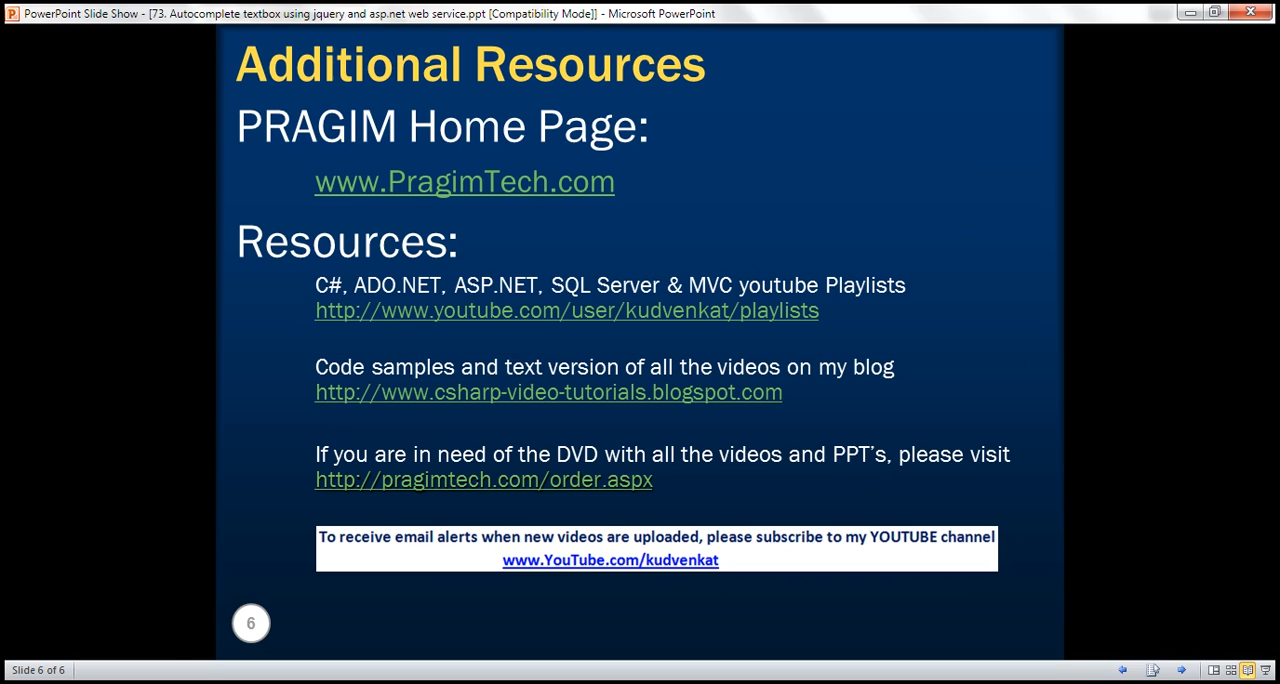 PowerPoint Slide Show - [73. Autocomplete textbox using jquery and asp.net web service.ppt [Compatibility Mode]] - Microsoft PowerPoint
Additional Resources
PRAGIM Home Page:
www.PragimTech.com
Resources:
C#, ADO.NET, ASP.NET, SQL Server & MVC youtube Playlists
http://www.youtube.com/user/kudvenkat/playlists
Code samples and text version of all the videos on my blog
http://www.csharp-video-tutorials.blogspot.com
If you are in need of the DVD with all the videos and PPT's, please visit
http://pragimtech.com/order.aspx
To receive email alerts when new videos are uploaded, please subscribe to my YOUTUBE channel
www.YouTube.com/kudvenkat
6
Slide 6 of 6